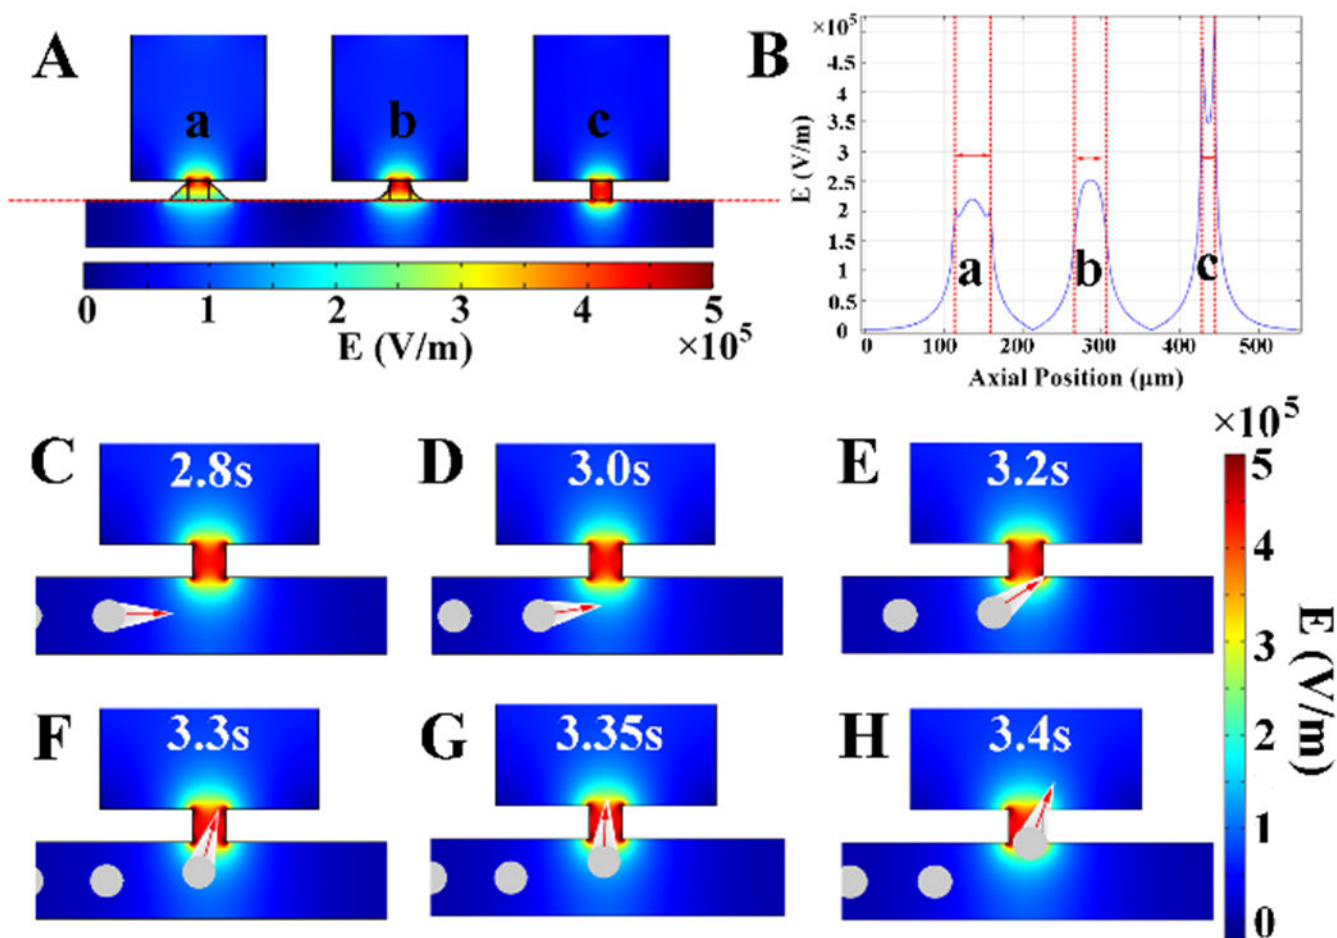 A
a
b
c
0
1
2
3
4
5
E (V/m)
×10⁵
B
×10⁵
4.5
4
3.5
3
2.5
2
1.5
1
0.5
0
E (V/m)
a
b
c
0
100
200
300
400
500
Axial Position (μm)
C
2.8s
D
3.0s
E
3.2s
F
3.3s
G
3.35s
H
3.4s
×10⁵
5
4
3
2
1
0
E (V/m)